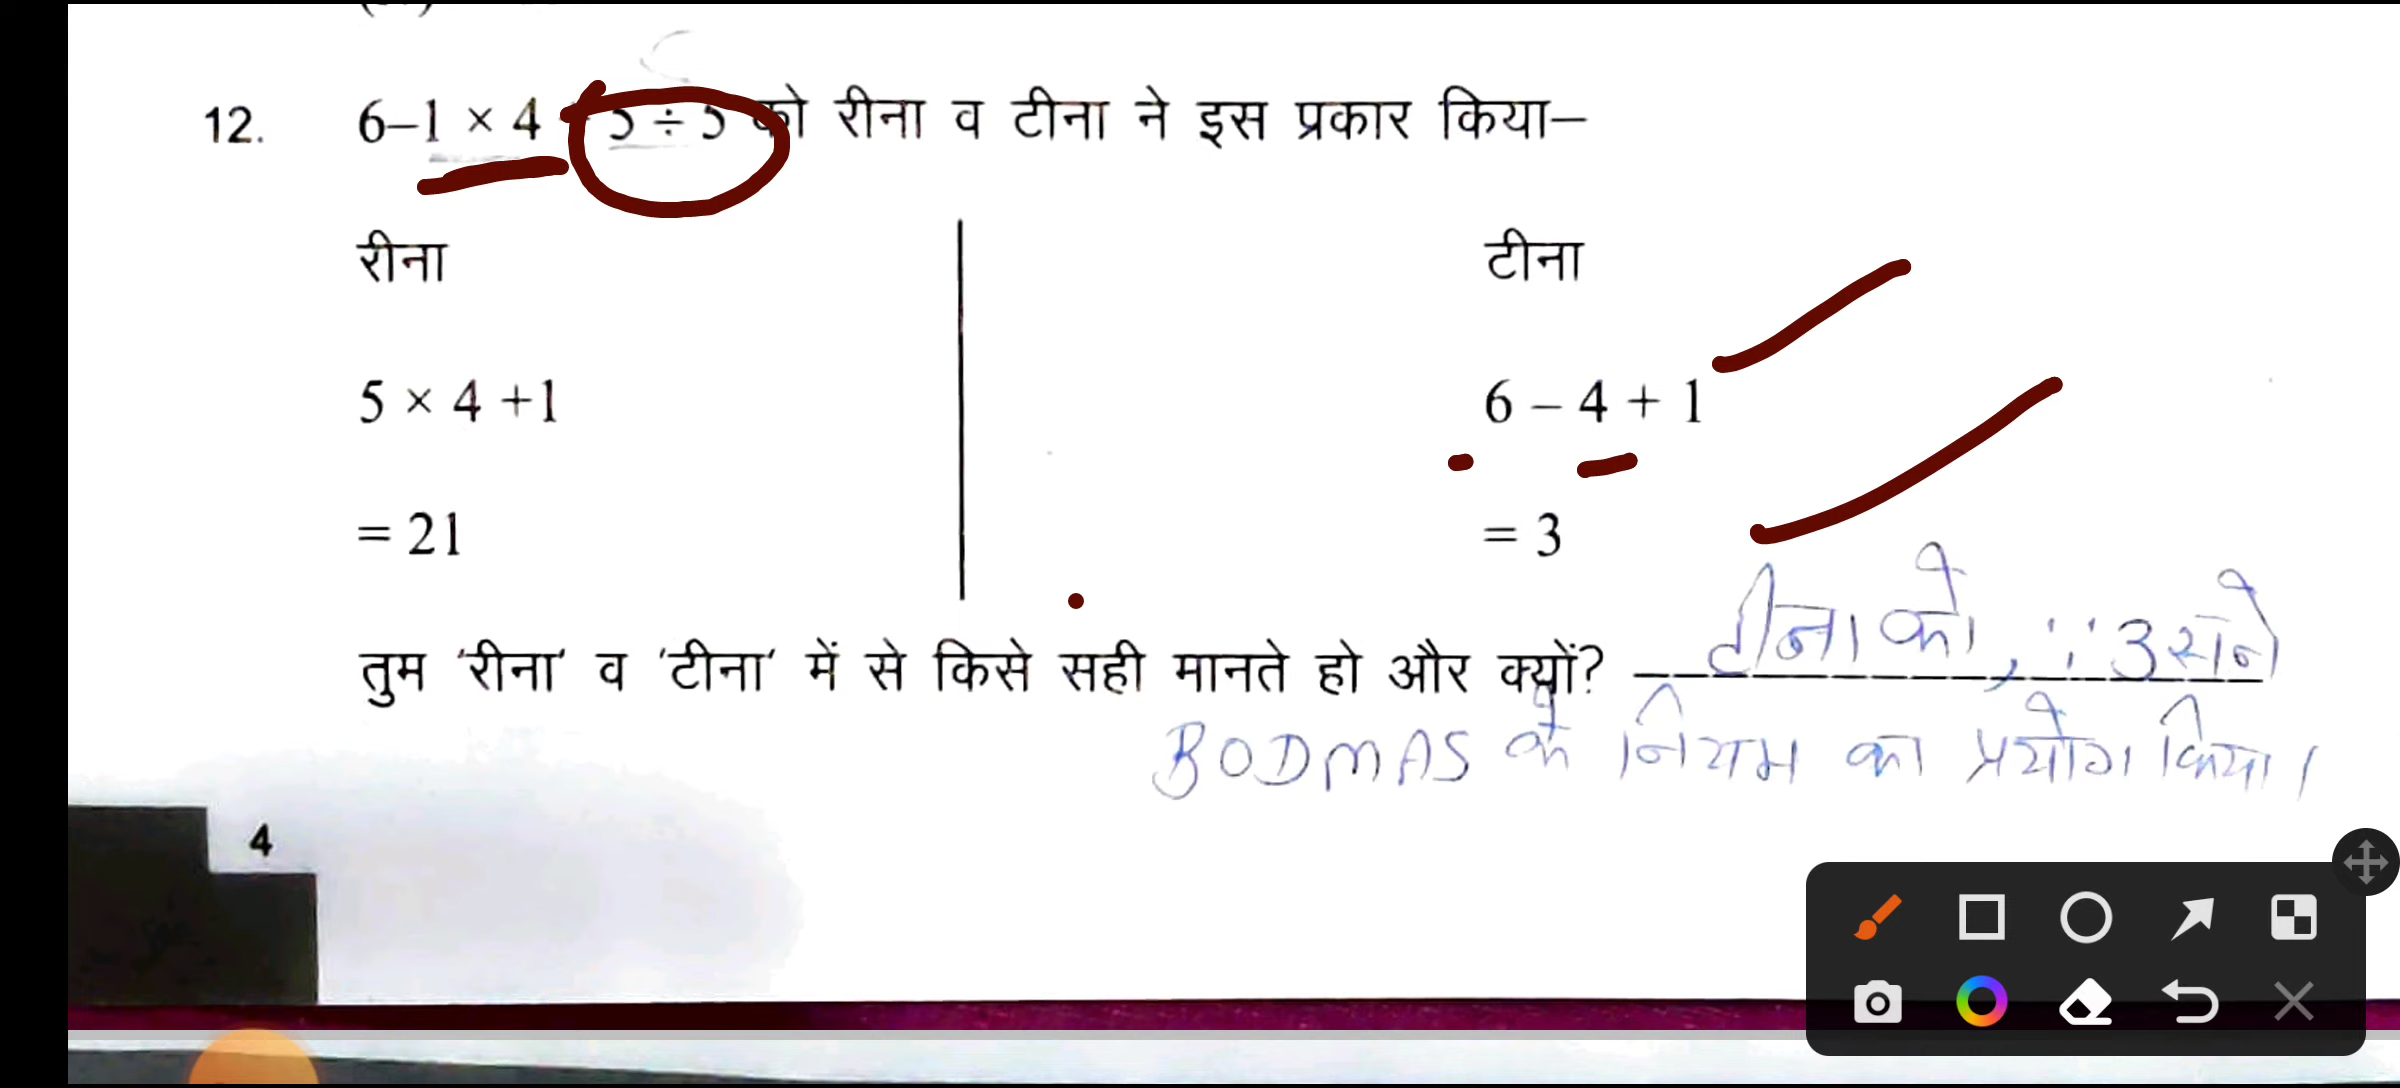 12. 6–1 × 4 + 5 ÷ 5 को रीना व टीना ने इस प्रकार किया–
रीना टीना
5 × 4 +1 6 – 4 + 1
= 21 = 3
तुम 'रीना' व 'टीना' में से किसे सही मानते हो और क्यों? टीना को, ∵ उसने
BODMAS के नियम का प्रयोग किया।
4